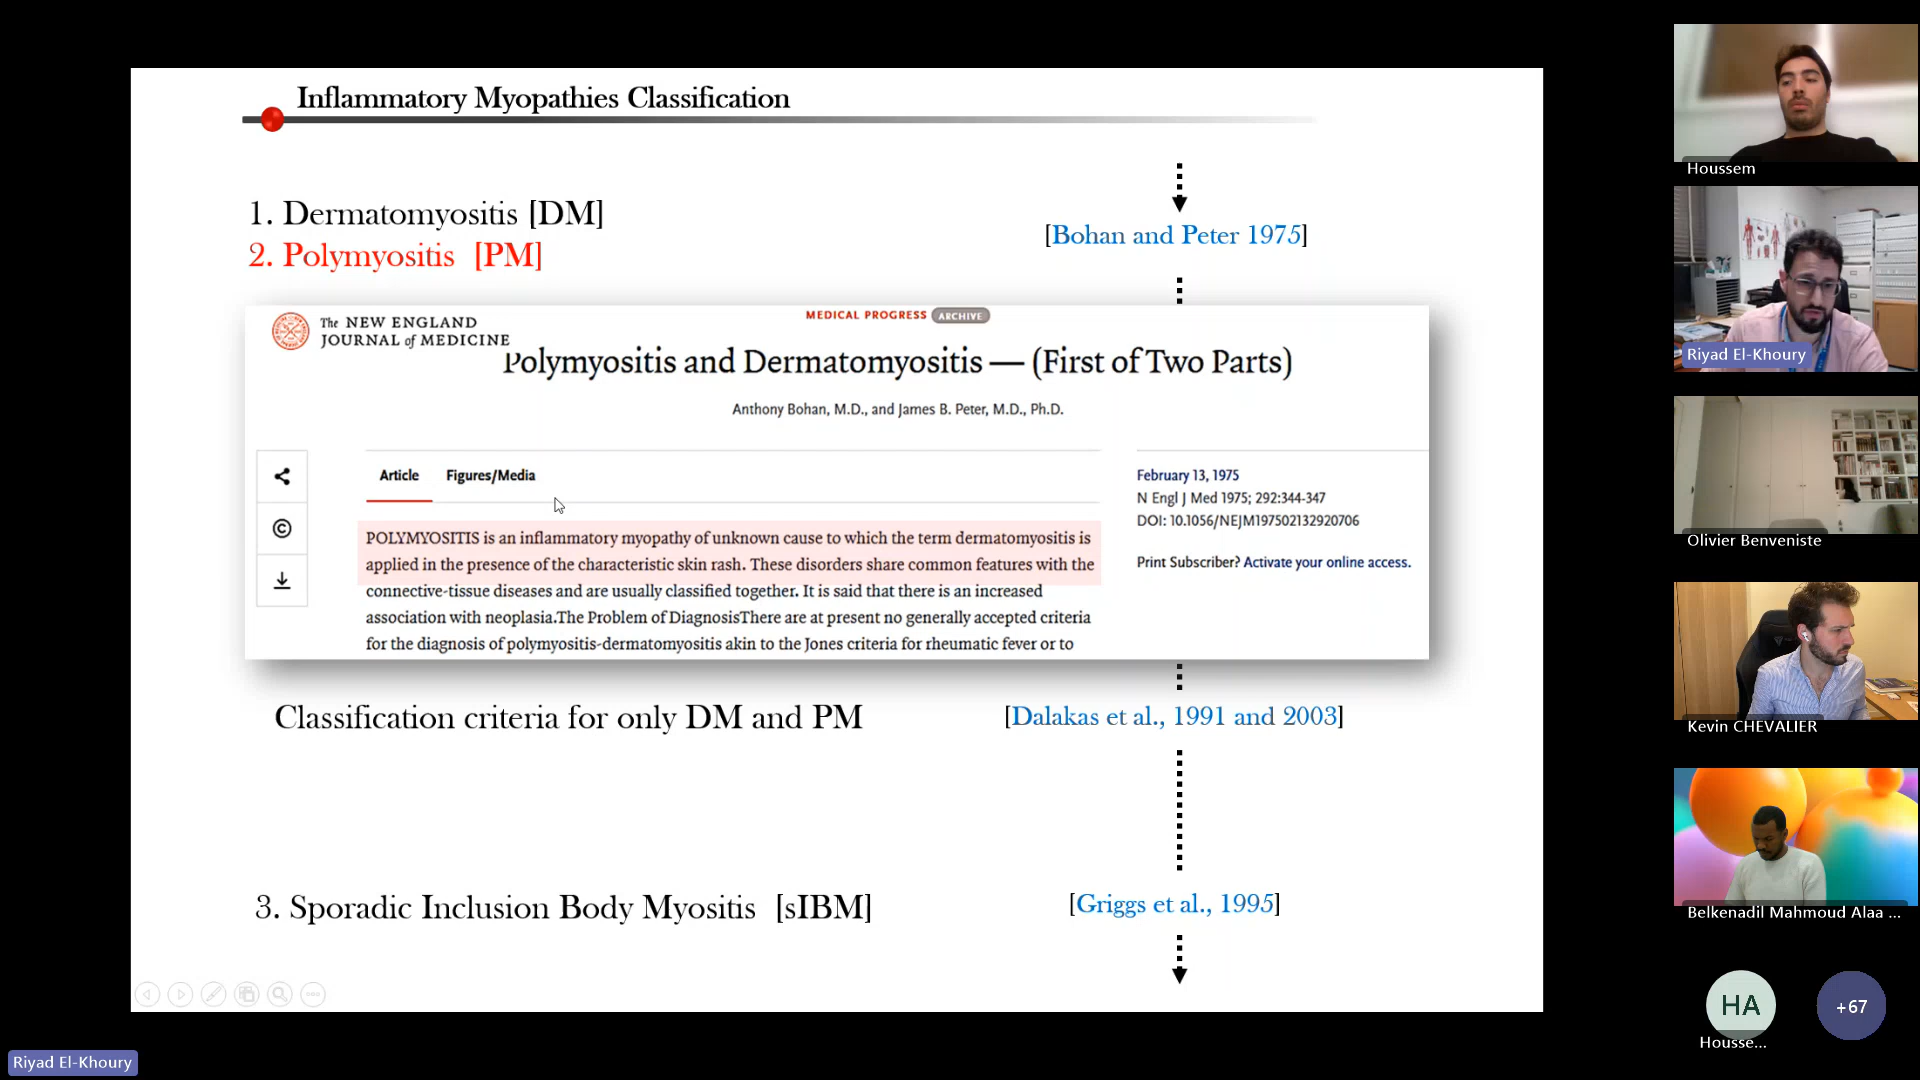 Inflammatory Myopathies Classification
1. Dermatomyositis [DM]
2. Polymyositis [PM]
[Bohan and Peter 1975]
The NEW ENGLAND
JOURNAL of MEDICINE
MEDICAL PROGRESS ARCHIVE
Polymyositis and Dermatomyositis — (First of Two Parts)
Anthony Bohan, M.D., and James B. Peter, M.D., Ph.D.
Article Figures/Media
POLYMYOSITIS is an inflammatory myopathy of unknown cause to which the term dermatomyositis is
applied in the presence of the characteristic skin rash. These disorders share common features with the
connective-tissue diseases and are usually classified together. It is said that there is an increased
association with neoplasia.The Problem of DiagnosisThere are at present no generally accepted criteria
for the diagnosis of polymyositis-dermatomyositis akin to the Jones criteria for rheumatic fever or to
February 13, 1975
N Engl J Med 1975; 292:344-347
DOI: 10.1056/NEJM197502132920706
Print Subscriber? Activate your online access.
Classification criteria for only DM and PM
[Dalakas et al., 1991 and 2003]
3. Sporadic Inclusion Body Myositis [sIBM]
[Griggs et al., 1995]
Riyad El-Khoury
Houssem
Riyad El-Khoury
Olivier Benveniste
Kevin CHEVALIER
Belkenadil Mahmoud Alaa ...
HA
Housse...
+67